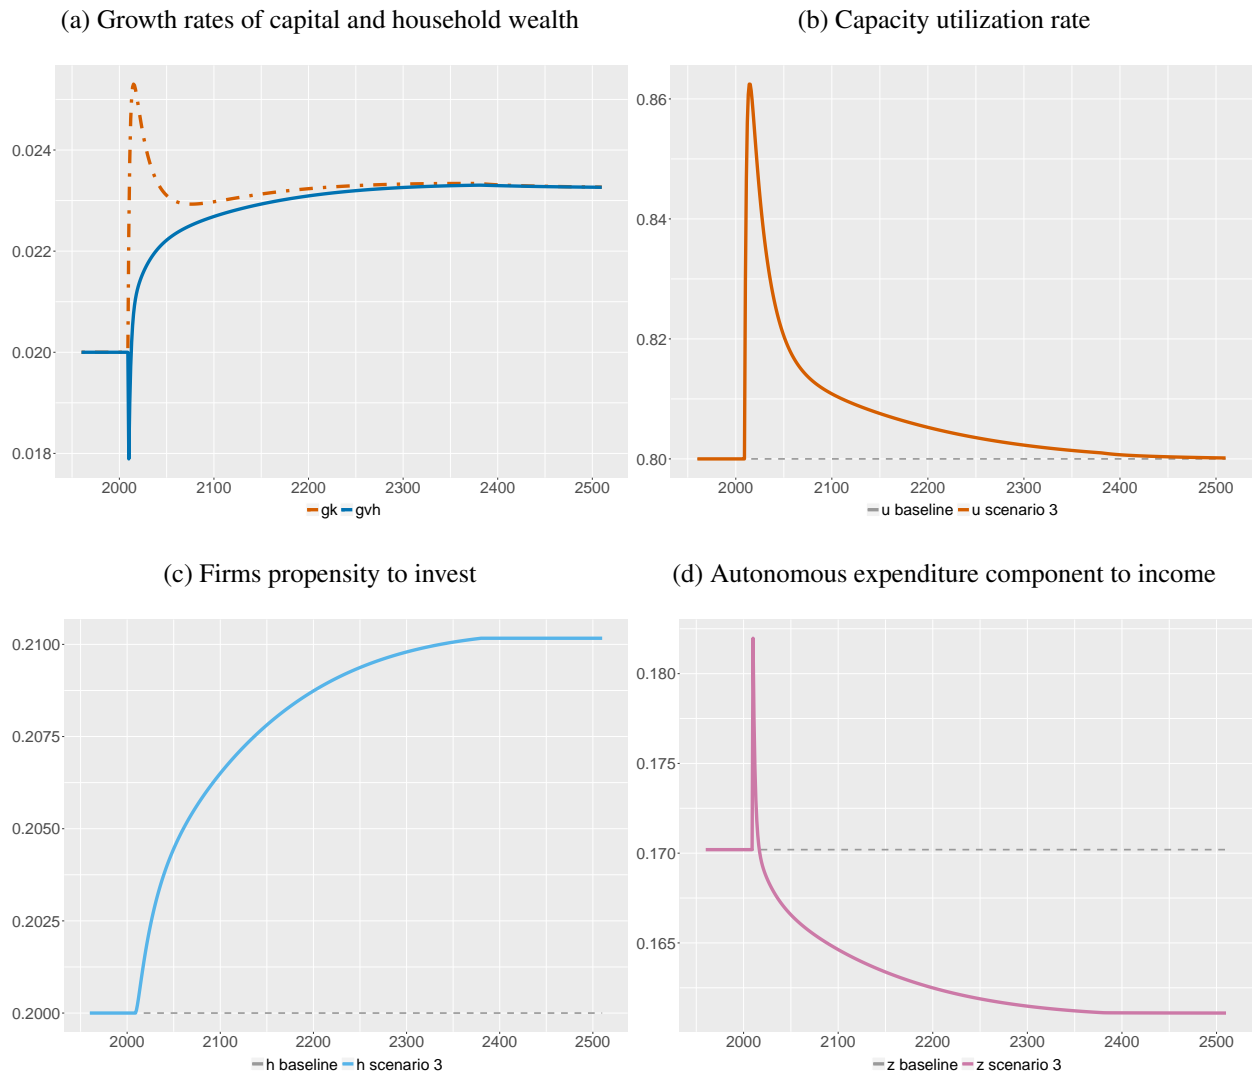 (a) Growth rates of capital and household wealth
0.024
0.022
0.020
0.018
2000 2100 2200 2300 2400 2500
gk gvh
(b) Capacity utilization rate
0.86
0.84
0.82
0.80
2000 2100 2200 2300 2400 2500
u baseline u scenario 3
(c) Firms propensity to invest
0.2100
0.2075
0.2050
0.2025
0.2000
2000 2100 2200 2300 2400 2500
h baseline h scenario 3
(d) Autonomous expenditure component to income
0.180
0.175
0.170
0.165
2000 2100 2200 2300 2400 2500
z baseline z scenario 3